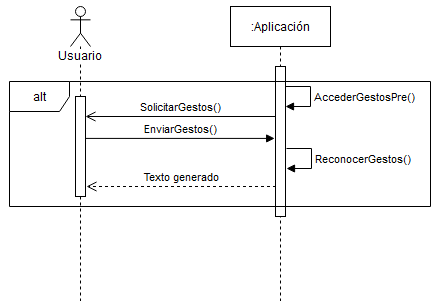 Usuario
:Aplicación
alt
AccederGestosPre()
SolicitarGestos()
EnviarGestos()
ReconocerGestos()
Texto generado